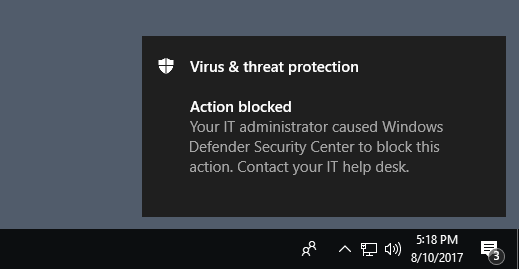 Virus & threat protection
Action blocked
Your IT administrator caused Windows
Defender Security Center to block this
action. Contact your IT help desk.
5:18 PM
8/10/2017
3